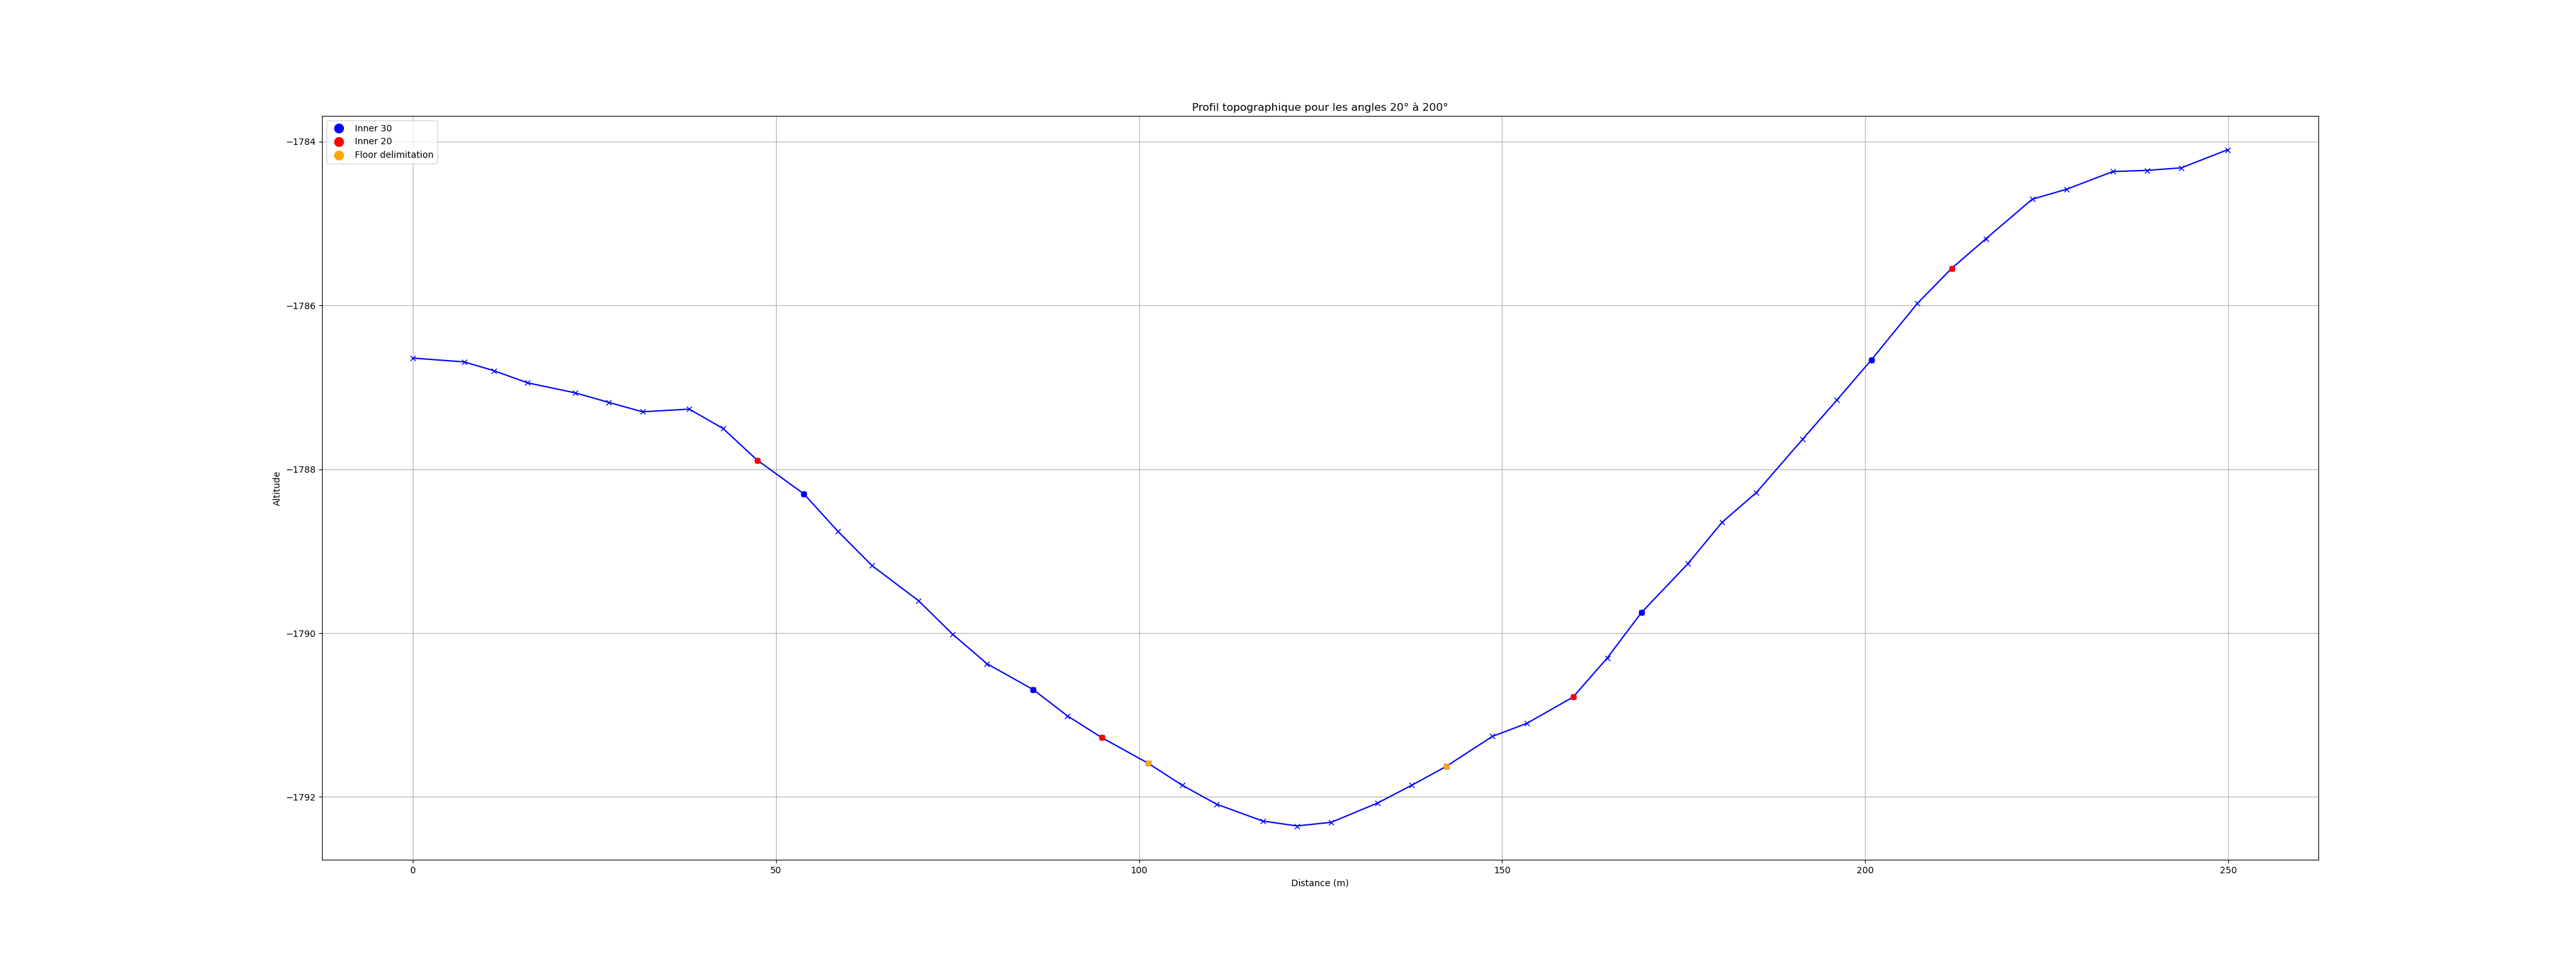 Profil topographique pour les angles 20° à 200°
Inner 30
Inner 20
Floor delimitation
−1784
−1786
−1788
−1790
−1792
Altitude
0
50
100
150
200
250
Distance (m)